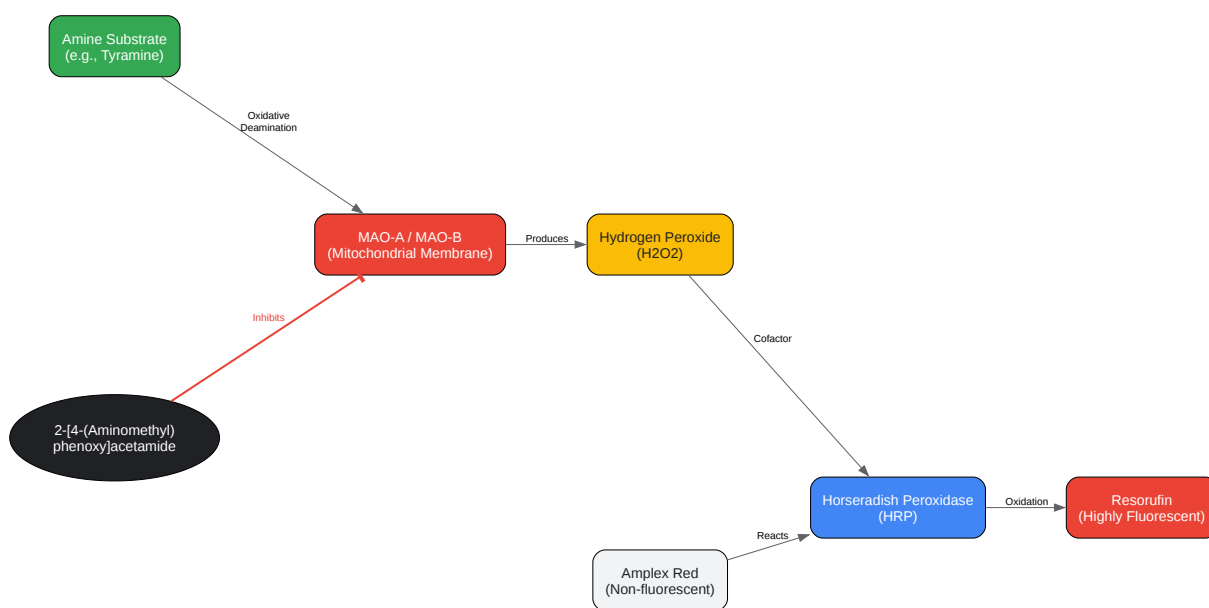 Amine Substrate
(e.g., Tyramine)
Oxidative
Deamination
MAO-A / MAO-B
(Mitochondrial Membrane)
Produces
Hydrogen Peroxide
(H2O2)
Inhibits
Cofactor
2-[4-(Aminomethyl)
phenoxy]acetamide
Horseradish Peroxidase
(HRP)
Oxidation
Resorufin
(Highly Fluorescent)
Reacts
Amplex Red
(Non-fluorescent)